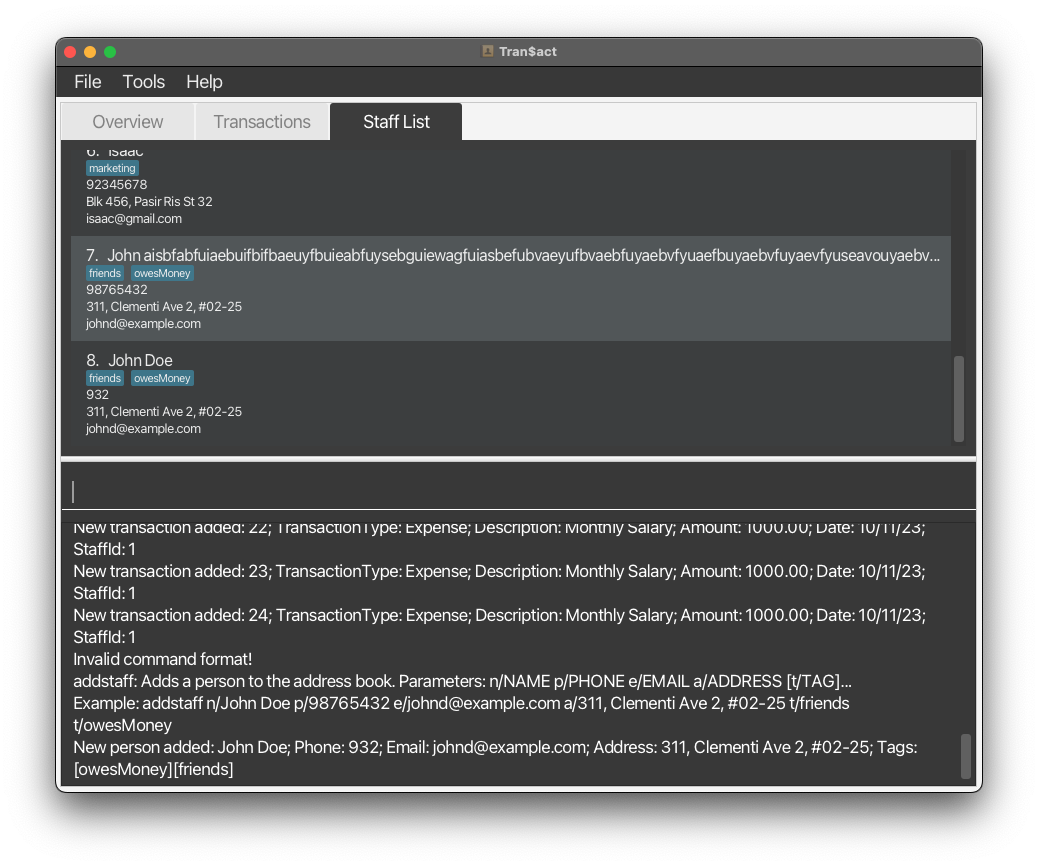 Tran$act
File Tools Help
Overview Transactions Staff List
6. Isaac
marketing
92345678
Blk 456, Pasir Ris St 32
isaac@gmail.com
7. John aisbfabfuiaebuifbifbaeuyfbuieabfuysebguiewagfuiasbefubvaeyufbvaebfuyaebvfyuaefbuyaebvfuyaevfyuseavouyaebv...
friends owesMoney
98765432
311, Clementi Ave 2, #02-25
johnd@example.com
8. John Doe
friends owesMoney
932
311, Clementi Ave 2, #02-25
johnd@example.com
New transaction added: 22; TransactionType: Expense; Description: Monthly Salary; Amount: 1000.00; Date: 10/11/23;
StaffId: 1
New transaction added: 23; TransactionType: Expense; Description: Monthly Salary; Amount: 1000.00; Date: 10/11/23;
StaffId: 1
New transaction added: 24; TransactionType: Expense; Description: Monthly Salary; Amount: 1000.00; Date: 10/11/23;
StaffId: 1
Invalid command format!
addstaff: Adds a person to the address book. Parameters: n/NAME p/PHONE e/EMAIL a/ADDRESS [t/TAG]...
Example: addstaff n/John Doe p/98765432 e/johnd@example.com a/311, Clementi Ave 2, #02-25 t/friends
t/owesMoney
New person added: John Doe; Phone: 932; Email: johnd@example.com; Address: 311, Clementi Ave 2, #02-25; Tags:
[owesMoney][friends]